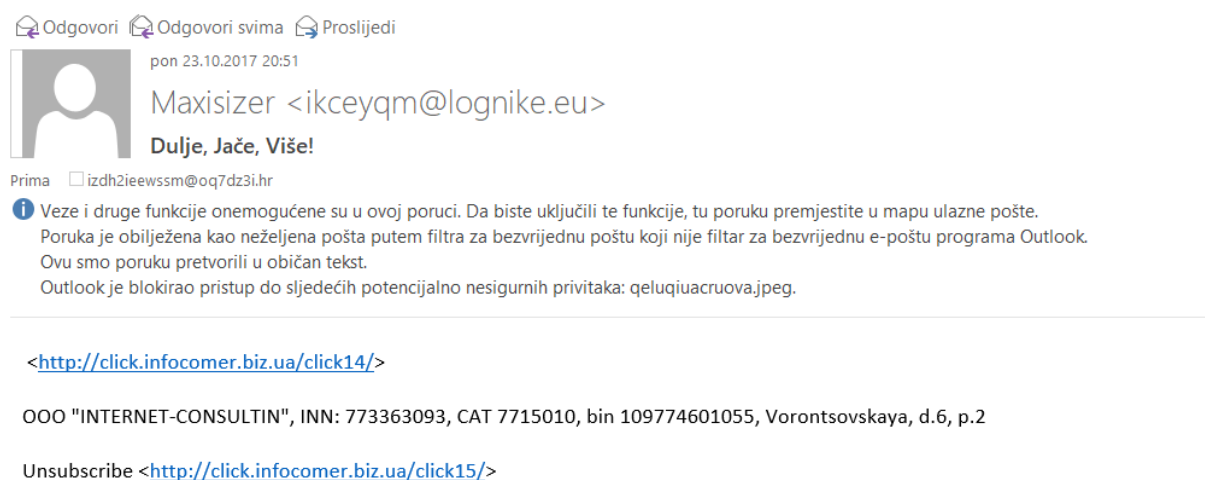 Odgovori Odgovori svima Proslijedi
pon 23.10.2017 20:51
Maxisizer <ikceyqm@lognike.eu>
Dulje, Jače, Više!
Prima izdh2ieewssm@oq7dz3i.hr
Veze i druge funkcije onemogućene su u ovoj poruci. Da biste uključili te funkcije, tu poruku premjestite u mapu ulazne pošte.
Poruka je obilježena kao neželjena pošta putem filtra za bezvrijednu poštu koji nije filtar za bezvrijednu e-poštu programa Outlook.
Ovu smo poruku pretvorili u običan tekst.
Outlook je blokirao pristup do sljedećih potencijalno nesigurnih privitaka: qeluqiuacruova.jpeg.
<http://click.infocomer.biz.ua/click14/>
OOO "INTERNET-CONSULTIN", INN: 773363093, CAT 7715010, bin 109774601055, Vorontsovskaya, d.6, p.2
Unsubscribe <http://click.infocomer.biz.ua/click15/>